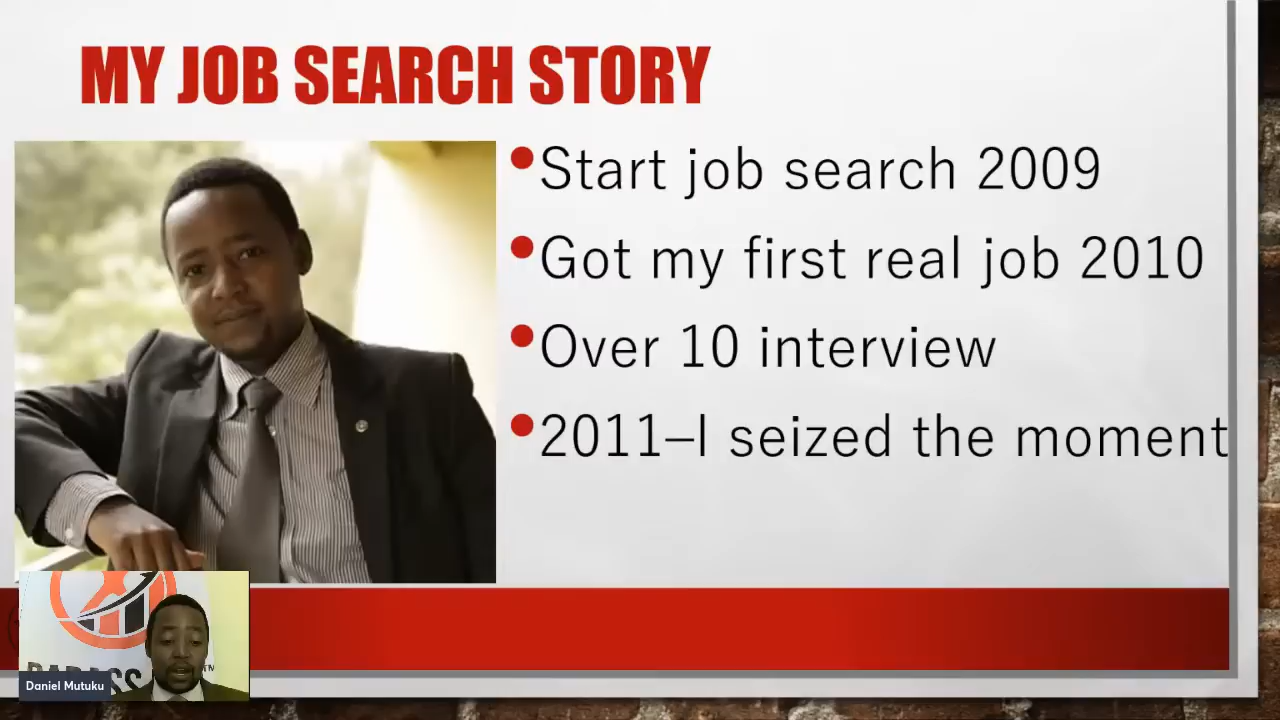 MY JOB SEARCH STORY
•Start job search 2009
•Got my first real job 2010
•Over 10 interview
•2011–I seized the moment
Daniel Mutuku